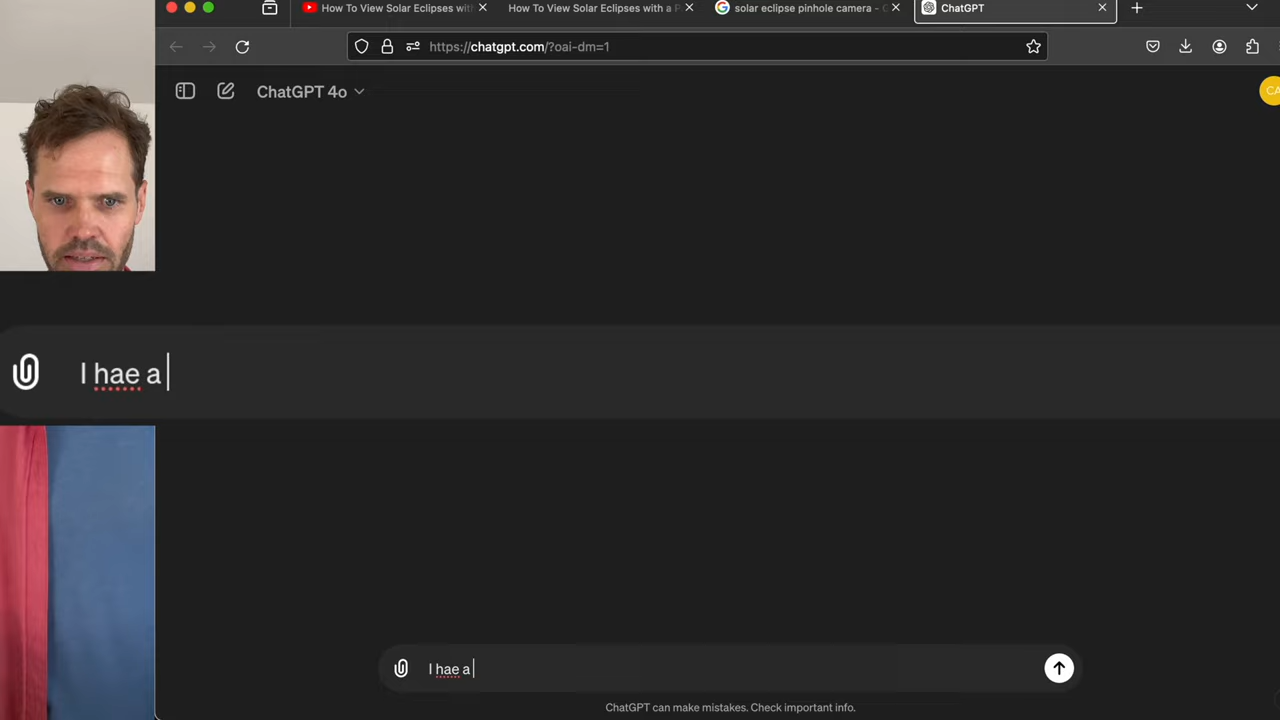 How To View Solar Eclipses wit
How To View Solar Eclipses with a P
solar eclipse pinhole camera -
ChatGPT
https://chatgpt.com/?oai-dm=1
ChatGPT 4o
CA
I hae a
I hae a
ChatGPT can make mistakes. Check important info.